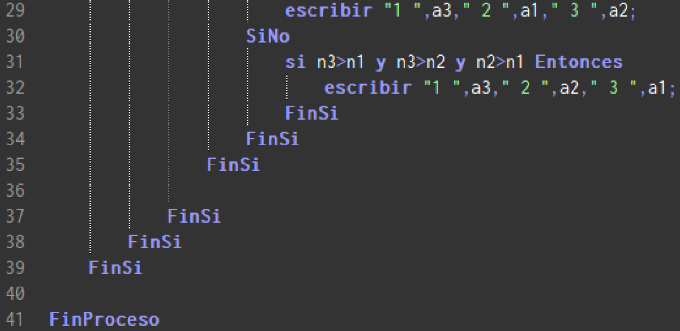 29 escribir "1 ",a3," 2 ",a1," 3 ",a2;
30 SiNo
31 si n3>n1 y n3>n2 y n2>n1 Entonces
32 escribir "1 ",a3," 2 ",a2," 3 ",a1;
33 FinSi
34 FinSi
35 FinSi
36
37 FinSi
38 FinSi
39 FinSi
40
41 FinProceso